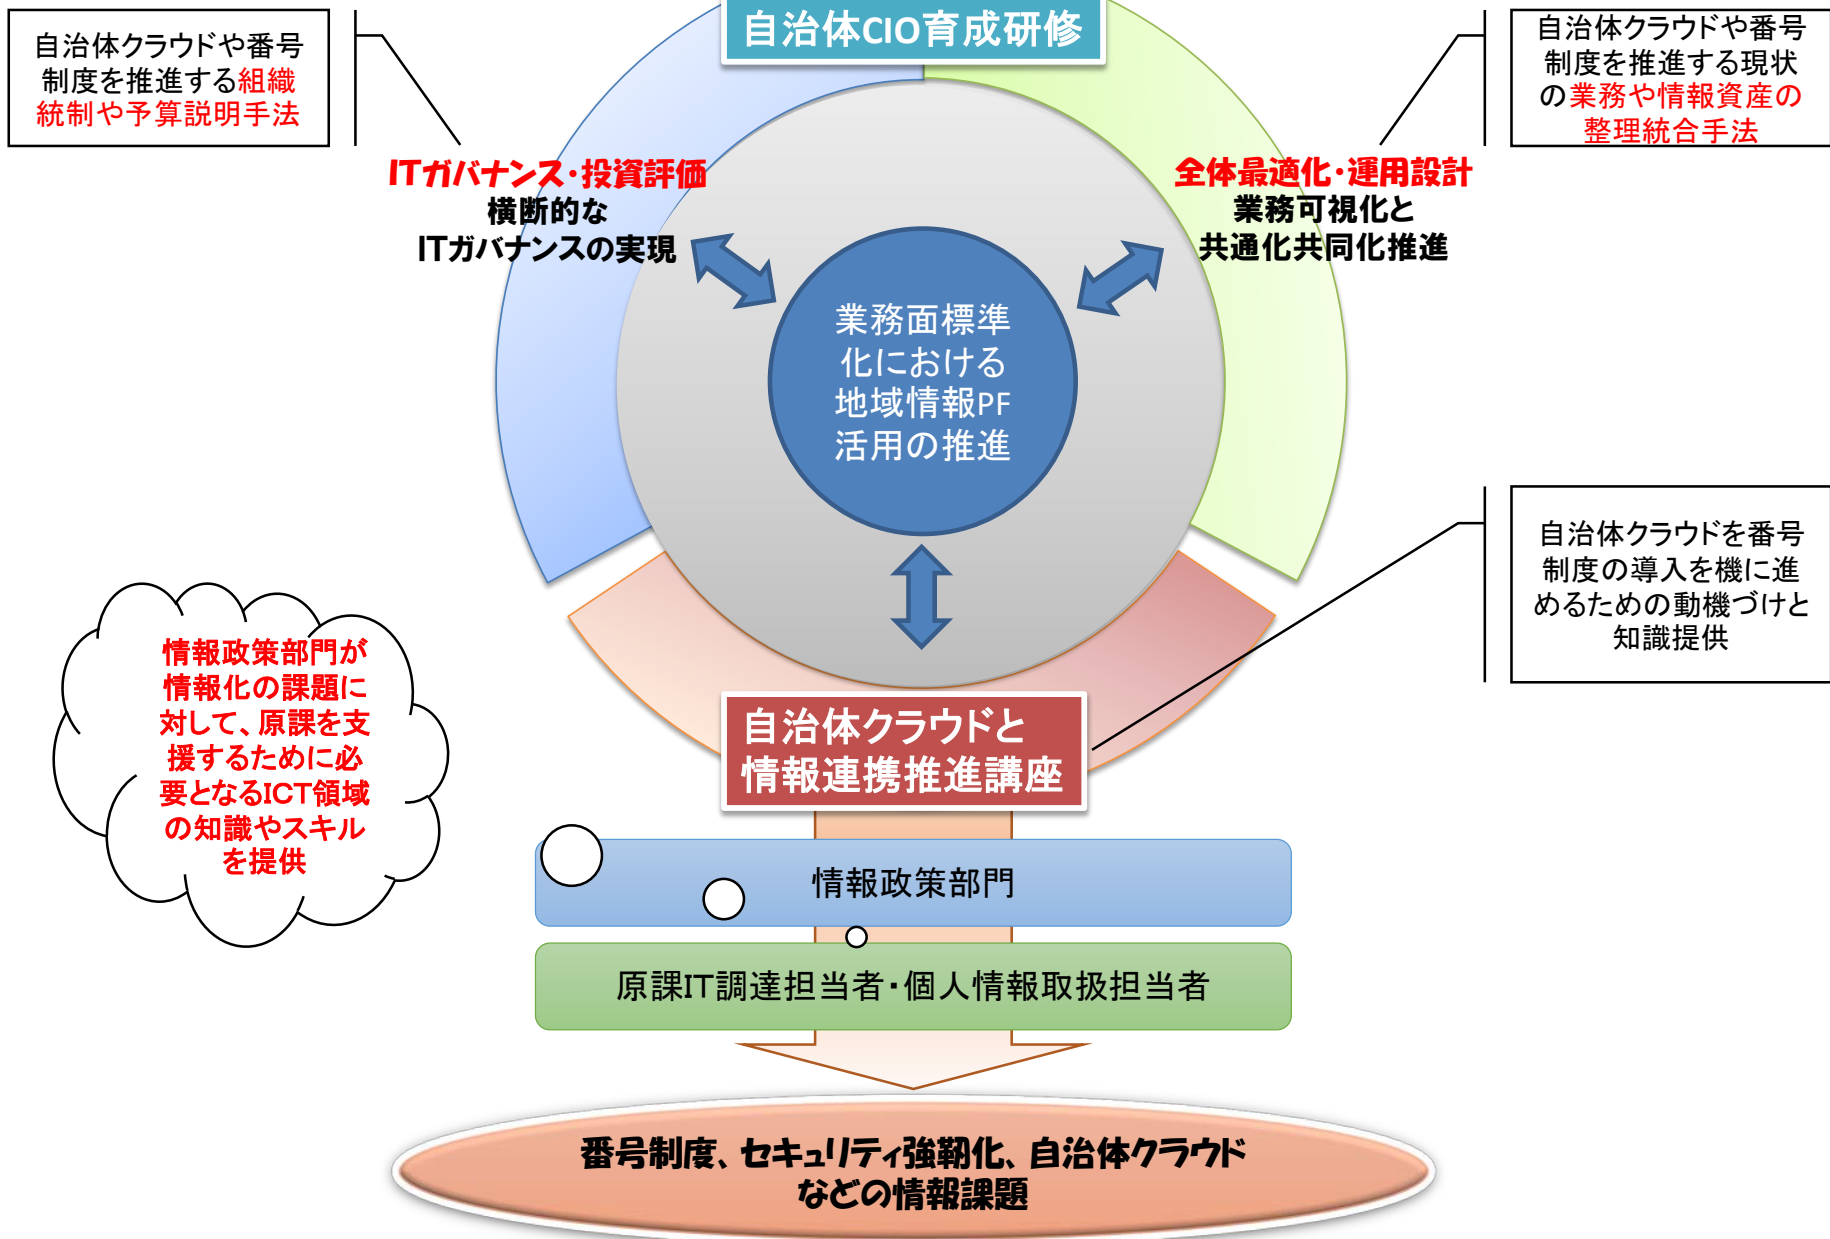 自治体CIO育成研修
自治体クラウドや番号
制度を推進する組織
統制や予算説明手法
自治体クラウドや番号
制度を推進する現状
の業務や情報資産の
整理統合手法
ITガバナンス・投資評価
横断的な
ITガバナンスの実現
全体最適化・運用設計
業務可視化と
共通化共同化推進
業務面標準
化における
地域情報PF
活用の推進
自治体クラウドを番号
制度の導入を機に進
めるための動機づけと
知識提供
情報政策部門が
情報化の課題に
対して、原課を支
援するために必
要となるICT領域
の知識やスキル
を提供
自治体クラウドと
情報連携推進講座
情報政策部門
原課IT調達担当者・個人情報取扱担当者
番号制度、セキュリティ強靭化、自治体クラウド
などの情報課題